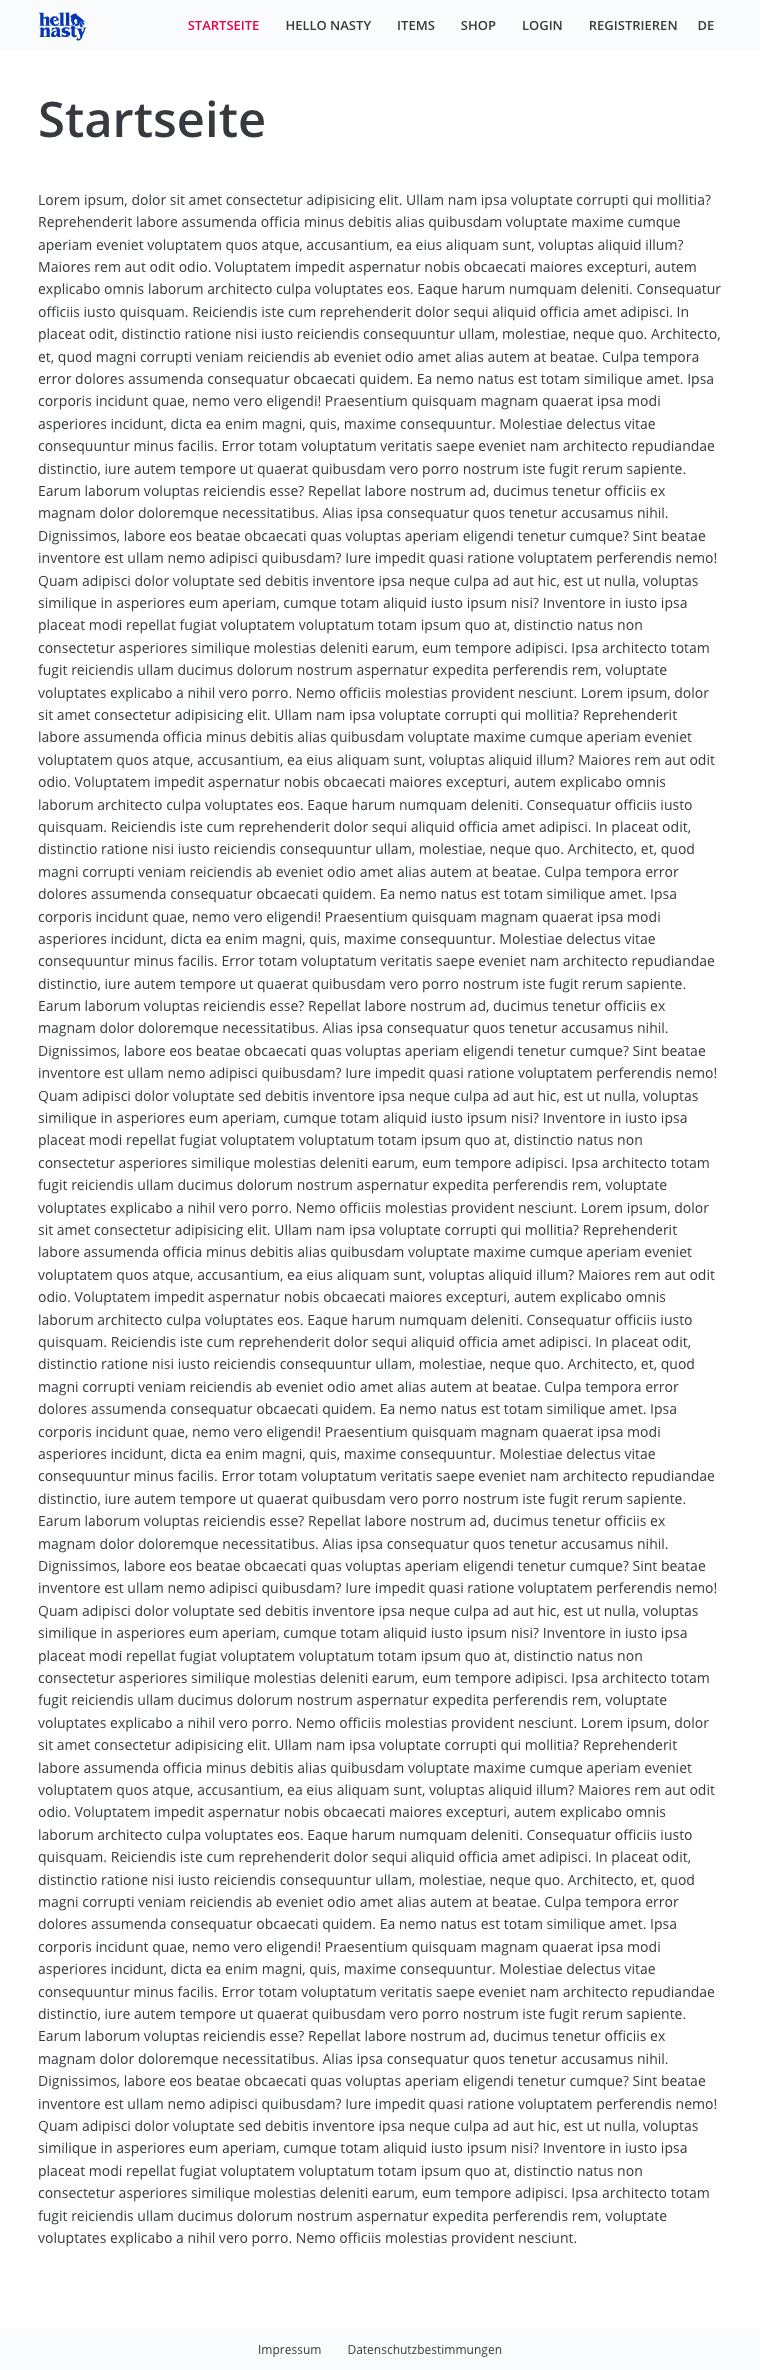 hello
nasty
STARTSEITE HELLO NASTY ITEMS SHOP LOGIN REGISTRIEREN DE
Startseite
Lorem ipsum, dolor sit amet consectetur adipisicing elit. Ullam nam ipsa voluptate corrupti qui mollitia?
Reprehenderit labore assumenda officia minus debitis alias quibusdam voluptate maxime cumque
aperiam eveniet voluptatem quos atque, accusantium, ea eius aliquam sunt, voluptas aliquid illum?
Maiores rem aut odit odio. Voluptatem impedit aspernatur nobis obcaecati maiores excepturi, autem
explicabo omnis laborum architecto culpa voluptates eos. Eaque harum numquam deleniti. Consequatur
officiis iusto quisquam. Reiciendis iste cum reprehenderit dolor sequi aliquid officia amet adipisci. In
placeat odit, distinctio ratione nisi iusto reiciendis consequuntur ullam, molestiae, neque quo. Architecto,
et, quod magni corrupti veniam reiciendis ab eveniet odio amet alias autem at beatae. Culpa tempora
error dolores assumenda consequatur obcaecati quidem. Ea nemo natus est totam similique amet. Ipsa
corporis incidunt quae, nemo vero eligendi! Praesentium quisquam magnam quaerat ipsa modi
asperiores incidunt, dicta ea enim magni, quis, maxime consequuntur. Molestiae delectus vitae
consequuntur minus facilis. Error totam voluptatum veritatis saepe eveniet nam architecto repudiandae
distinctio, iure autem tempore ut quaerat quibusdam vero porro nostrum iste fugit rerum sapiente.
Earum laborum voluptas reiciendis esse? Repellat labore nostrum ad, ducimus tenetur officiis ex
magnam dolor doloremque necessitatibus. Alias ipsa consequatur quos tenetur accusamus nihil.
Dignissimos, labore eos beatae obcaecati quas voluptas aperiam eligendi tenetur cumque? Sint beatae
inventore est ullam nemo adipisci quibusdam? Iure impedit quasi ratione voluptatem perferendis nemo!
Quam adipisci dolor voluptate sed debitis inventore ipsa neque culpa ad aut hic, est ut nulla, voluptas
similique in asperiores eum aperiam, cumque totam aliquid iusto ipsum nisi? Inventore in iusto ipsa
placeat modi repellat fugiat voluptatem voluptatum totam ipsum quo at, distinctio natus non
consectetur asperiores similique molestias deleniti earum, eum tempore adipisci. Ipsa architecto totam
fugit reiciendis ullam ducimus dolorum nostrum aspernatur expedita perferendis rem, voluptate
voluptates explicabo a nihil vero porro. Nemo officiis molestias provident nesciunt. Lorem ipsum, dolor
sit amet consectetur adipisicing elit. Ullam nam ipsa voluptate corrupti qui mollitia? Reprehenderit
labore assumenda officia minus debitis alias quibusdam voluptate maxime cumque aperiam eveniet
voluptatem quos atque, accusantium, ea eius aliquam sunt, voluptas aliquid illum? Maiores rem aut odit
odio. Voluptatem impedit aspernatur nobis obcaecati maiores excepturi, autem explicabo omnis
laborum architecto culpa voluptates eos. Eaque harum numquam deleniti. Consequatur officiis iusto
quisquam. Reiciendis iste cum reprehenderit dolor sequi aliquid officia amet adipisci. In placeat odit,
distinctio ratione nisi iusto reiciendis consequuntur ullam, molestiae, neque quo. Architecto, et, quod
magni corrupti veniam reiciendis ab eveniet odio amet alias autem at beatae. Culpa tempora error
dolores assumenda consequatur obcaecati quidem. Ea nemo natus est totam similique amet. Ipsa
corporis incidunt quae, nemo vero eligendi! Praesentium quisquam magnam quaerat ipsa modi
asperiores incidunt, dicta ea enim magni, quis, maxime consequuntur. Molestiae delectus vitae
consequuntur minus facilis. Error totam voluptatum veritatis saepe eveniet nam architecto repudiandae
distinctio, iure autem tempore ut quaerat quibusdam vero porro nostrum iste fugit rerum sapiente.
Earum laborum voluptas reiciendis esse? Repellat labore nostrum ad, ducimus tenetur officiis ex
magnam dolor doloremque necessitatibus. Alias ipsa consequatur quos tenetur accusamus nihil.
Dignissimos, labore eos beatae obcaecati quas voluptas aperiam eligendi tenetur cumque? Sint beatae
inventore est ullam nemo adipisci quibusdam? Iure impedit quasi ratione voluptatem perferendis nemo!
Quam adipisci dolor voluptate sed debitis inventore ipsa neque culpa ad aut hic, est ut nulla, voluptas
similique in asperiores eum aperiam, cumque totam aliquid iusto ipsum nisi? Inventore in iusto ipsa
placeat modi repellat fugiat voluptatem voluptatum totam ipsum quo at, distinctio natus non
consectetur asperiores similique molestias deleniti earum, eum tempore adipisci. Ipsa architecto totam
fugit reiciendis ullam ducimus dolorum nostrum aspernatur expedita perferendis rem, voluptate
voluptates explicabo a nihil vero porro. Nemo officiis molestias provident nesciunt. Lorem ipsum, dolor
sit amet consectetur adipisicing elit. Ullam nam ipsa voluptate corrupti qui mollitia? Reprehenderit
labore assumenda officia minus debitis alias quibusdam voluptate maxime cumque aperiam eveniet
voluptatem quos atque, accusantium, ea eius aliquam sunt, voluptas aliquid illum? Maiores rem aut odit
odio. Voluptatem impedit aspernatur nobis obcaecati maiores excepturi, autem explicabo omnis
laborum architecto culpa voluptates eos. Eaque harum numquam deleniti. Consequatur officiis iusto
quisquam. Reiciendis iste cum reprehenderit dolor sequi aliquid officia amet adipisci. In placeat odit,
distinctio ratione nisi iusto reiciendis consequuntur ullam, molestiae, neque quo. Architecto, et, quod
magni corrupti veniam reiciendis ab eveniet odio amet alias autem at beatae. Culpa tempora error
dolores assumenda consequatur obcaecati quidem. Ea nemo natus est totam similique amet. Ipsa
corporis incidunt quae, nemo vero eligendi! Praesentium quisquam magnam quaerat ipsa modi
asperiores incidunt, dicta ea enim magni, quis, maxime consequuntur. Molestiae delectus vitae
consequuntur minus facilis. Error totam voluptatum veritatis saepe eveniet nam architecto repudiandae
distinctio, iure autem tempore ut quaerat quibusdam vero porro nostrum iste fugit rerum sapiente.
Earum laborum voluptas reiciendis esse? Repellat labore nostrum ad, ducimus tenetur officiis ex
magnam dolor doloremque necessitatibus. Alias ipsa consequatur quos tenetur accusamus nihil.
Dignissimos, labore eos beatae obcaecati quas voluptas aperiam eligendi tenetur cumque? Sint beatae
inventore est ullam nemo adipisci quibusdam? Iure impedit quasi ratione voluptatem perferendis nemo!
Quam adipisci dolor voluptate sed debitis inventore ipsa neque culpa ad aut hic, est ut nulla, voluptas
similique in asperiores eum aperiam, cumque totam aliquid iusto ipsum nisi? Inventore in iusto ipsa
placeat modi repellat fugiat voluptatem voluptatum totam ipsum quo at, distinctio natus non
consectetur asperiores similique molestias deleniti earum, eum tempore adipisci. Ipsa architecto totam
fugit reiciendis ullam ducimus dolorum nostrum aspernatur expedita perferendis rem, voluptate
voluptates explicabo a nihil vero porro. Nemo officiis molestias provident nesciunt. Lorem ipsum, dolor
sit amet consectetur adipisicing elit. Ullam nam ipsa voluptate corrupti qui mollitia? Reprehenderit
labore assumenda officia minus debitis alias quibusdam voluptate maxime cumque aperiam eveniet
voluptatem quos atque, accusantium, ea eius aliquam sunt, voluptas aliquid illum? Maiores rem aut odit
odio. Voluptatem impedit aspernatur nobis obcaecati maiores excepturi, autem explicabo omnis
laborum architecto culpa voluptates eos. Eaque harum numquam deleniti. Consequatur officiis iusto
quisquam. Reiciendis iste cum reprehenderit dolor sequi aliquid officia amet adipisci. In placeat odit,
distinctio ratione nisi iusto reiciendis consequuntur ullam, molestiae, neque quo. Architecto, et, quod
magni corrupti veniam reiciendis ab eveniet odio amet alias autem at beatae. Culpa tempora error
dolores assumenda consequatur obcaecati quidem. Ea nemo natus est totam similique amet. Ipsa
corporis incidunt quae, nemo vero eligendi! Praesentium quisquam magnam quaerat ipsa modi
asperiores incidunt, dicta ea enim magni, quis, maxime consequuntur. Molestiae delectus vitae
consequuntur minus facilis. Error totam voluptatum veritatis saepe eveniet nam architecto repudiandae
distinctio, iure autem tempore ut quaerat quibusdam vero porro nostrum iste fugit rerum sapiente.
Earum laborum voluptas reiciendis esse? Repellat labore nostrum ad, ducimus tenetur officiis ex
magnam dolor doloremque necessitatibus. Alias ipsa consequatur quos tenetur accusamus nihil.
Dignissimos, labore eos beatae obcaecati quas voluptas aperiam eligendi tenetur cumque? Sint beatae
inventore est ullam nemo adipisci quibusdam? Iure impedit quasi ratione voluptatem perferendis nemo!
Quam adipisci dolor voluptate sed debitis inventore ipsa neque culpa ad aut hic, est ut nulla, voluptas
similique in asperiores eum aperiam, cumque totam aliquid iusto ipsum nisi? Inventore in iusto ipsa
placeat modi repellat fugiat voluptatem voluptatum totam ipsum quo at, distinctio natus non
consectetur asperiores similique molestias deleniti earum, eum tempore adipisci. Ipsa architecto totam
fugit reiciendis ullam ducimus dolorum nostrum aspernatur expedita perferendis rem, voluptate
voluptates explicabo a nihil vero porro. Nemo officiis molestias provident nesciunt.
Impressum Datenschutzbestimmungen